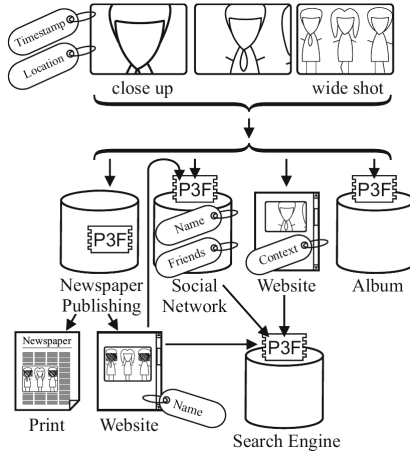 Timestamp
Location
close up
wide shot
P3F
P3F
P3F
P3F
Name
Friends
Context
Newspaper
Publishing
Social
Network
Website
Album
Newspaper
P3F
Name
Print
Website
Search Engine